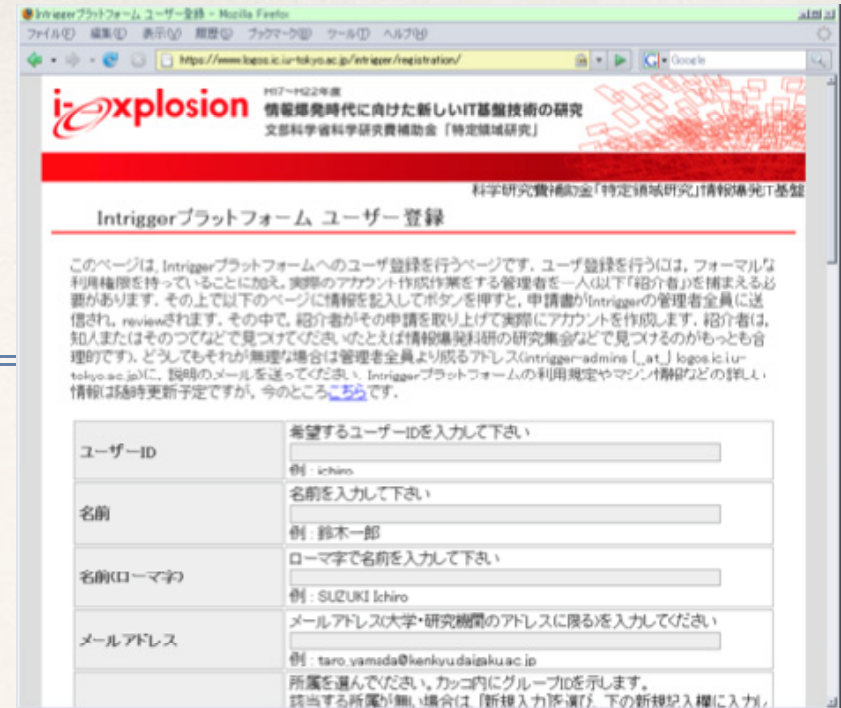 Intriggerプラットフォーム ユーザー登録 - Mozilla Firefox
ファイル(F) 編集(E) 表示(V) 履歴(S) ブックマーク(B) ツール(T) ヘルプ(H)
https://www.logos.ic.i.u-tokyo.ac.jp/intrigger/registration/
Google
i-explosion
H17~H22年度
情報爆発時代に向けた新しいIT基盤技術の研究
文部科学省科学研究費補助金「特定領域研究」
科学研究費補助金「特定領域研究」情報爆発IT基盤
Intriggerプラットフォーム ユーザー登録
このページは, Intriggerプラットフォームへのユーザ登録を行うページです. ユーザ登録を行うには, フォーマルな
利用権限を持っていることに加え, 実際のアカウント作成作業をする管理者を一人(以下「紹介者」)を捕まえる必
要があります. その上で以下のページに情報を記入してボタンを押すと, 申請書がIntriggerの管理者全員に送
信され, reviewされます. その中で, 紹介者がその申請を取り上げて実際にアカウントを作成します. 紹介者は,
知人またはそのつてなどで見つけてください(たとえば情報爆発科研の研究集会などで見つけるのがもっとも合
理的です). どうしてもそれが無理な場合は管理者全員より成るアドレス(intrigger-admins [_at_] logos.ic.i.u-
tokyo.ac.jp)に, 説明のメールを送ってください. Intriggerプラットフォームの利用規定やマシン情報などの詳しい
情報は随時更新予定ですが, 今のところこちらです.
ユーザーID
希望するユーザーIDを入力して下さい
例 : ichiro
名前
名前を入力して下さい
例 : 鈴木一郎
名前(ローマ字)
ローマ字で名前を入力して下さい
例 : SUZUKI Ichiro
メールアドレス
メールアドレス(大学・研究機関のアドレスに限る)を入力してください
例 : taro.yamada@kenkyu.daigaku.ac.jp
所属を選んでください。カッコ内にグループIDを示します。
該当する所属が無い場合は「新規入力」を選び、下の新規記入欄に入力し